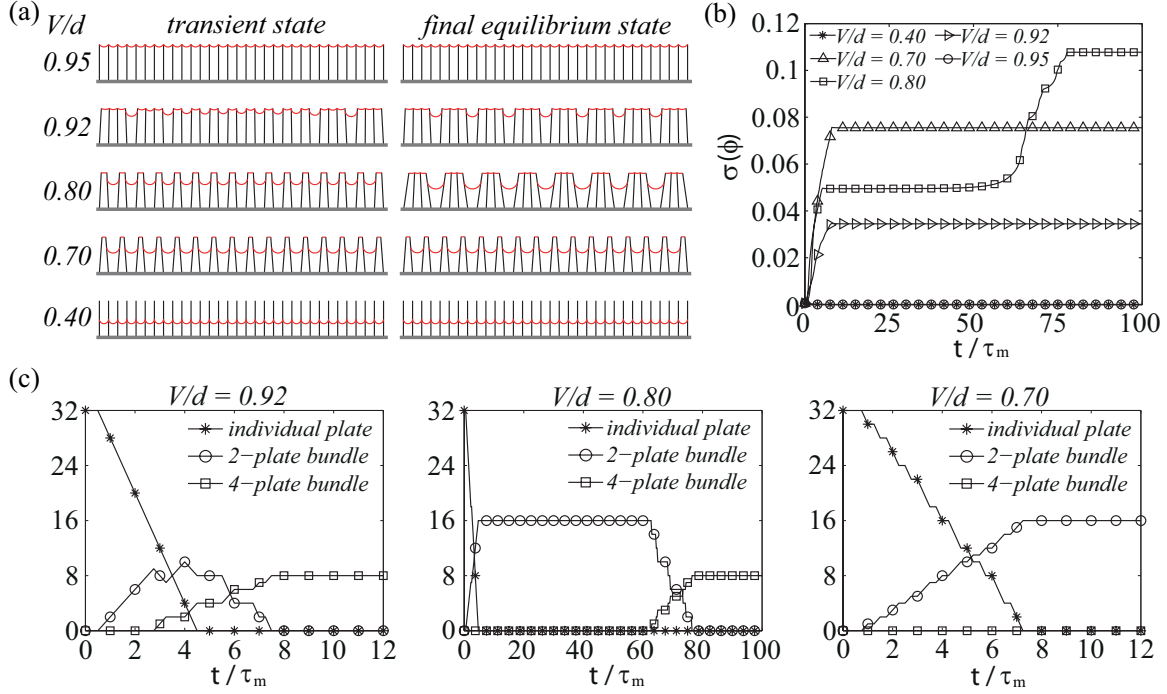 (a)
V/d transient state final equilibrium state
0.95
0.92
0.80
0.70
0.40
(b)
0.12
0.1
0.08
0.06
0.04
0.02
0
σ(ϕ)
V/d = 0.40 V/d = 0.92
V/d = 0.70 V/d = 0.95
V/d = 0.80
0 25 50 75 100
t / τm
(c)
V/d = 0.92
32
24
16
8
0
individual plate
2−plate bundle
4−plate bundle
0 2 4 6 8 10 12
t / τm
V/d = 0.80
32
24
16
8
0
individual plate
2−plate bundle
4−plate bundle
0 20 40 60 80 100
t / τm
V/d = 0.70
32
24
16
8
0
individual plate
2−plate bundle
4−plate bundle
0 2 4 6 8 10 12
t / τm